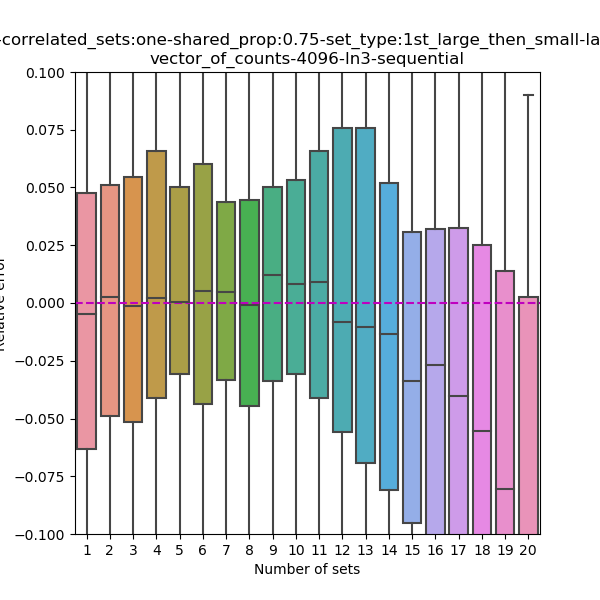 -correlated_sets:one-shared_prop:0.75-set_type:1st_large_then_small-la
vector_of_counts-4096-ln3-sequential
0.100
0.075
0.050
0.025
0.000
−0.025
−0.050
−0.075
−0.100
Relative error
1 2 3 4 5 6 7 8 9 10 11 12 13 14 15 16 17 18 19 20
Number of sets